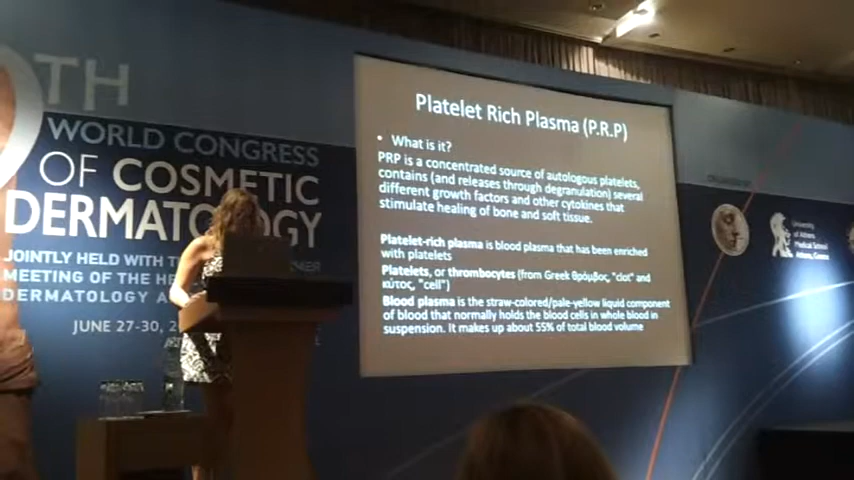 TH
WORLD CONGRESS
OF COSMETIC
DERMATOLOGY
JOINTLY HELD WITH
MEETING OF THE
DERMATOLOGY
JUNE 27-30,
Platelet Rich Plasma (P.R.P)
• What is it?
PRP is a concentrated source of autologous platelets,
contains (and releases through degranulation) several
different growth factors and other cytokines that
stimulate healing of bone and soft tissue.
Platelet-rich plasma is blood plasma that has been enriched
with platelets
Platelets, or thrombocytes (from Greek θρόμβος, "clot" and
κύτος, "cell")
Blood plasma is the straw-colored/pale-yellow liquid component
of blood that normally holds the blood cells in whole blood in
suspension. It makes up about 55% of total blood volume
University
of Athens
Medical School
Athens, Greece